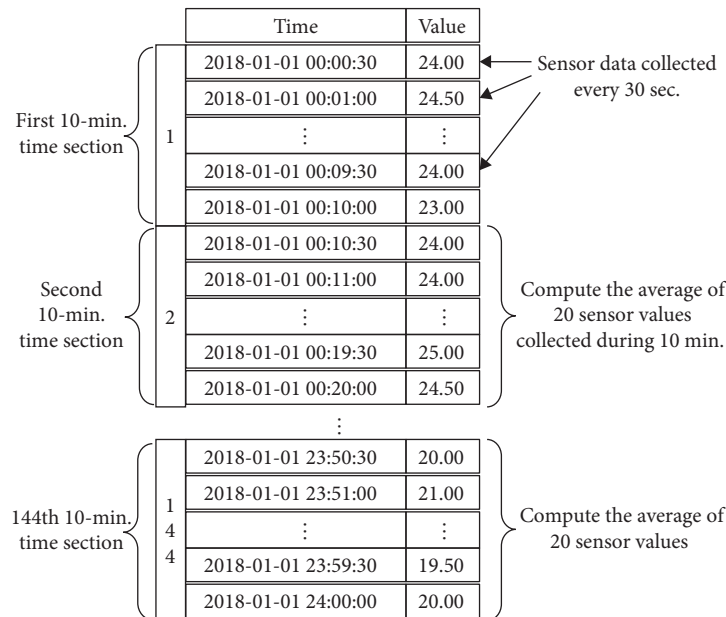 Time Value
2018-01-01 00:00:30 24.00
2018-01-01 00:01:00 24.50
⋮ ⋮
2018-01-01 00:09:30 24.00
2018-01-01 00:10:00 23.00
First 10-min.
time section
1
Sensor data collected
every 30 sec.
2018-01-01 00:10:30 24.00
2018-01-01 00:11:00 24.00
⋮ ⋮
2018-01-01 00:19:30 25.00
2018-01-01 00:20:00 24.50
Second
10-min.
time section
2
Compute the average of
20 sensor values
collected during 10 min.
⋮
2018-01-01 23:50:30 20.00
2018-01-01 23:51:00 21.00
⋮ ⋮
2018-01-01 23:59:30 19.50
2018-01-01 24:00:00 20.00
144th 10-min.
time section
1
4
4
Compute the average of
20 sensor values